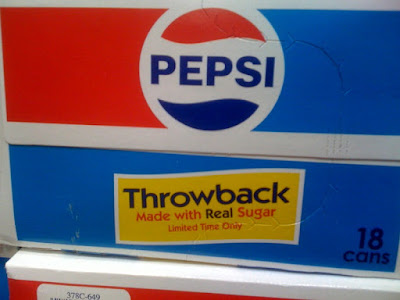 PEPSI
Throwback
Made with Real Sugar
Limited Time Only
18
cans
378C-649